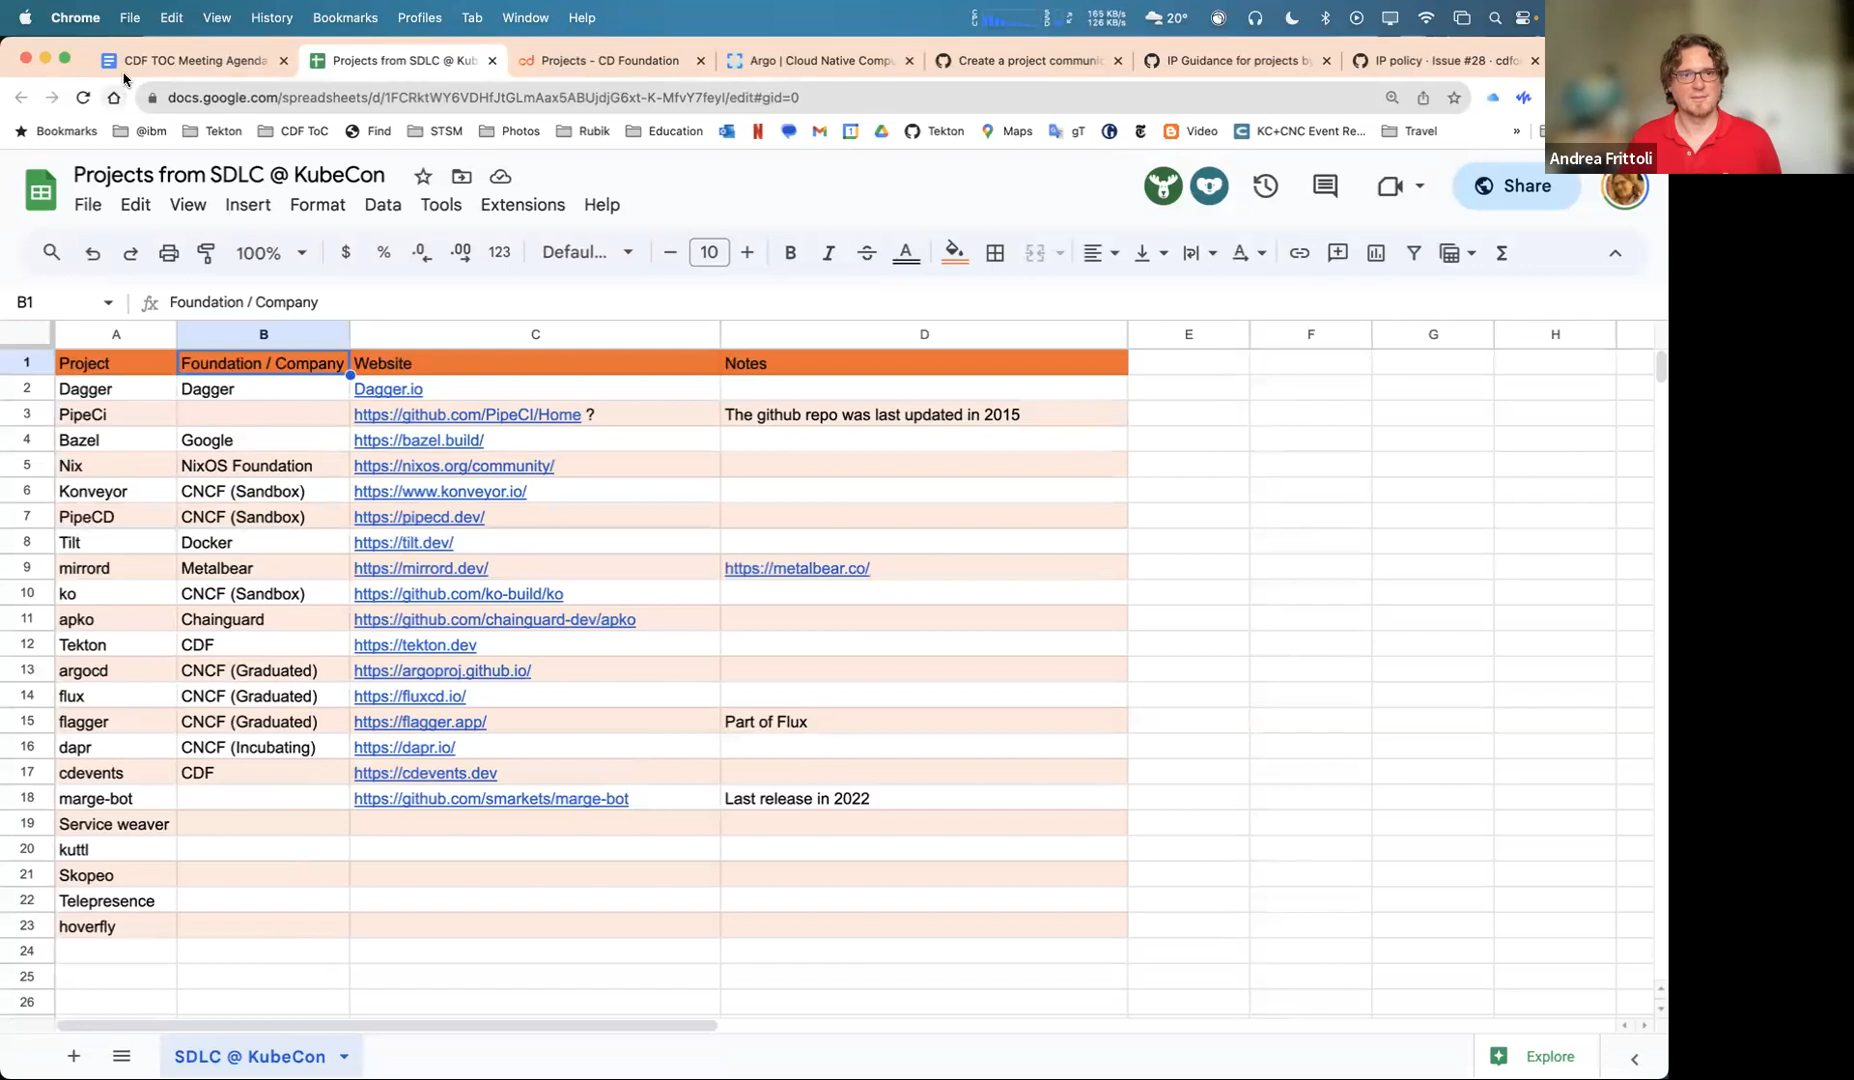 Chrome File Edit View History Bookmarks Profiles Tab Window Help 165 KB/s 126 KB/s 20°
CDF TOC Meeting Agenda Projects from SDLC @ Kub Projects - CD Foundation Argo | Cloud Native Compu Create a project communic IP Guidance for projects by IP policy · Issue #28 · cdfo
docs.google.com/spreadsheets/d/1FCRktWY6VDHfJtGLmAax5ABUjdjG6xt-K-MfvY7feyI/edit#gid=0
Bookmarks @ibm Tekton CDF ToC Find STSM Photos Rubik Education Tekton Maps gT Video KC+CNC Event Re... Travel »
Andrea Frittoli
Projects from SDLC @ KubeCon
Share
File Edit View Insert Format Data Tools Extensions Help
100% $ % .0 .00 123 Defaul... 10 B I A
B1 fx Foundation / Company
A B C D E F G H
1 Project Foundation / Company Website Notes
2 Dagger Dagger Dagger.io
3 PipeCi https://github.com/PipeCI/Home ? The github repo was last updated in 2015
4 Bazel Google https://bazel.build/
5 Nix NixOS Foundation https://nixos.org/community/
6 Konveyor CNCF (Sandbox) https://www.konveyor.io/
7 PipeCD CNCF (Sandbox) https://pipecd.dev/
8 Tilt Docker https://tilt.dev/
9 mirrord Metalbear https://mirrord.dev/ https://metalbear.co/
10 ko CNCF (Sandbox) https://github.com/ko-build/ko
11 apko Chainguard https://github.com/chainguard-dev/apko
12 Tekton CDF https://tekton.dev
13 argocd CNCF (Graduated) https://argoproj.github.io/
14 flux CNCF (Graduated) https://fluxcd.io/
15 flagger CNCF (Graduated) https://flagger.app/ Part of Flux
16 dapr CNCF (Incubating) https://dapr.io/
17 cdevents CDF https://cdevents.dev
18 marge-bot https://github.com/smarkets/marge-bot Last release in 2022
19 Service weaver
20 kuttl
21 Skopeo
22 Telepresence
23 hoverfly
24
25
26
SDLC @ KubeCon Explore